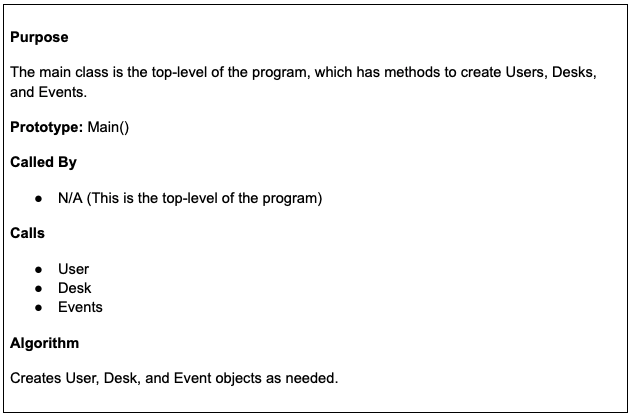 Purpose
The main class is the top-level of the program, which has methods to create Users, Desks,
and Events.
Prototype: Main()
Called By
● N/A (This is the top-level of the program)
Calls
● User
● Desk
● Events
Algorithm
Creates User, Desk, and Event objects as needed.